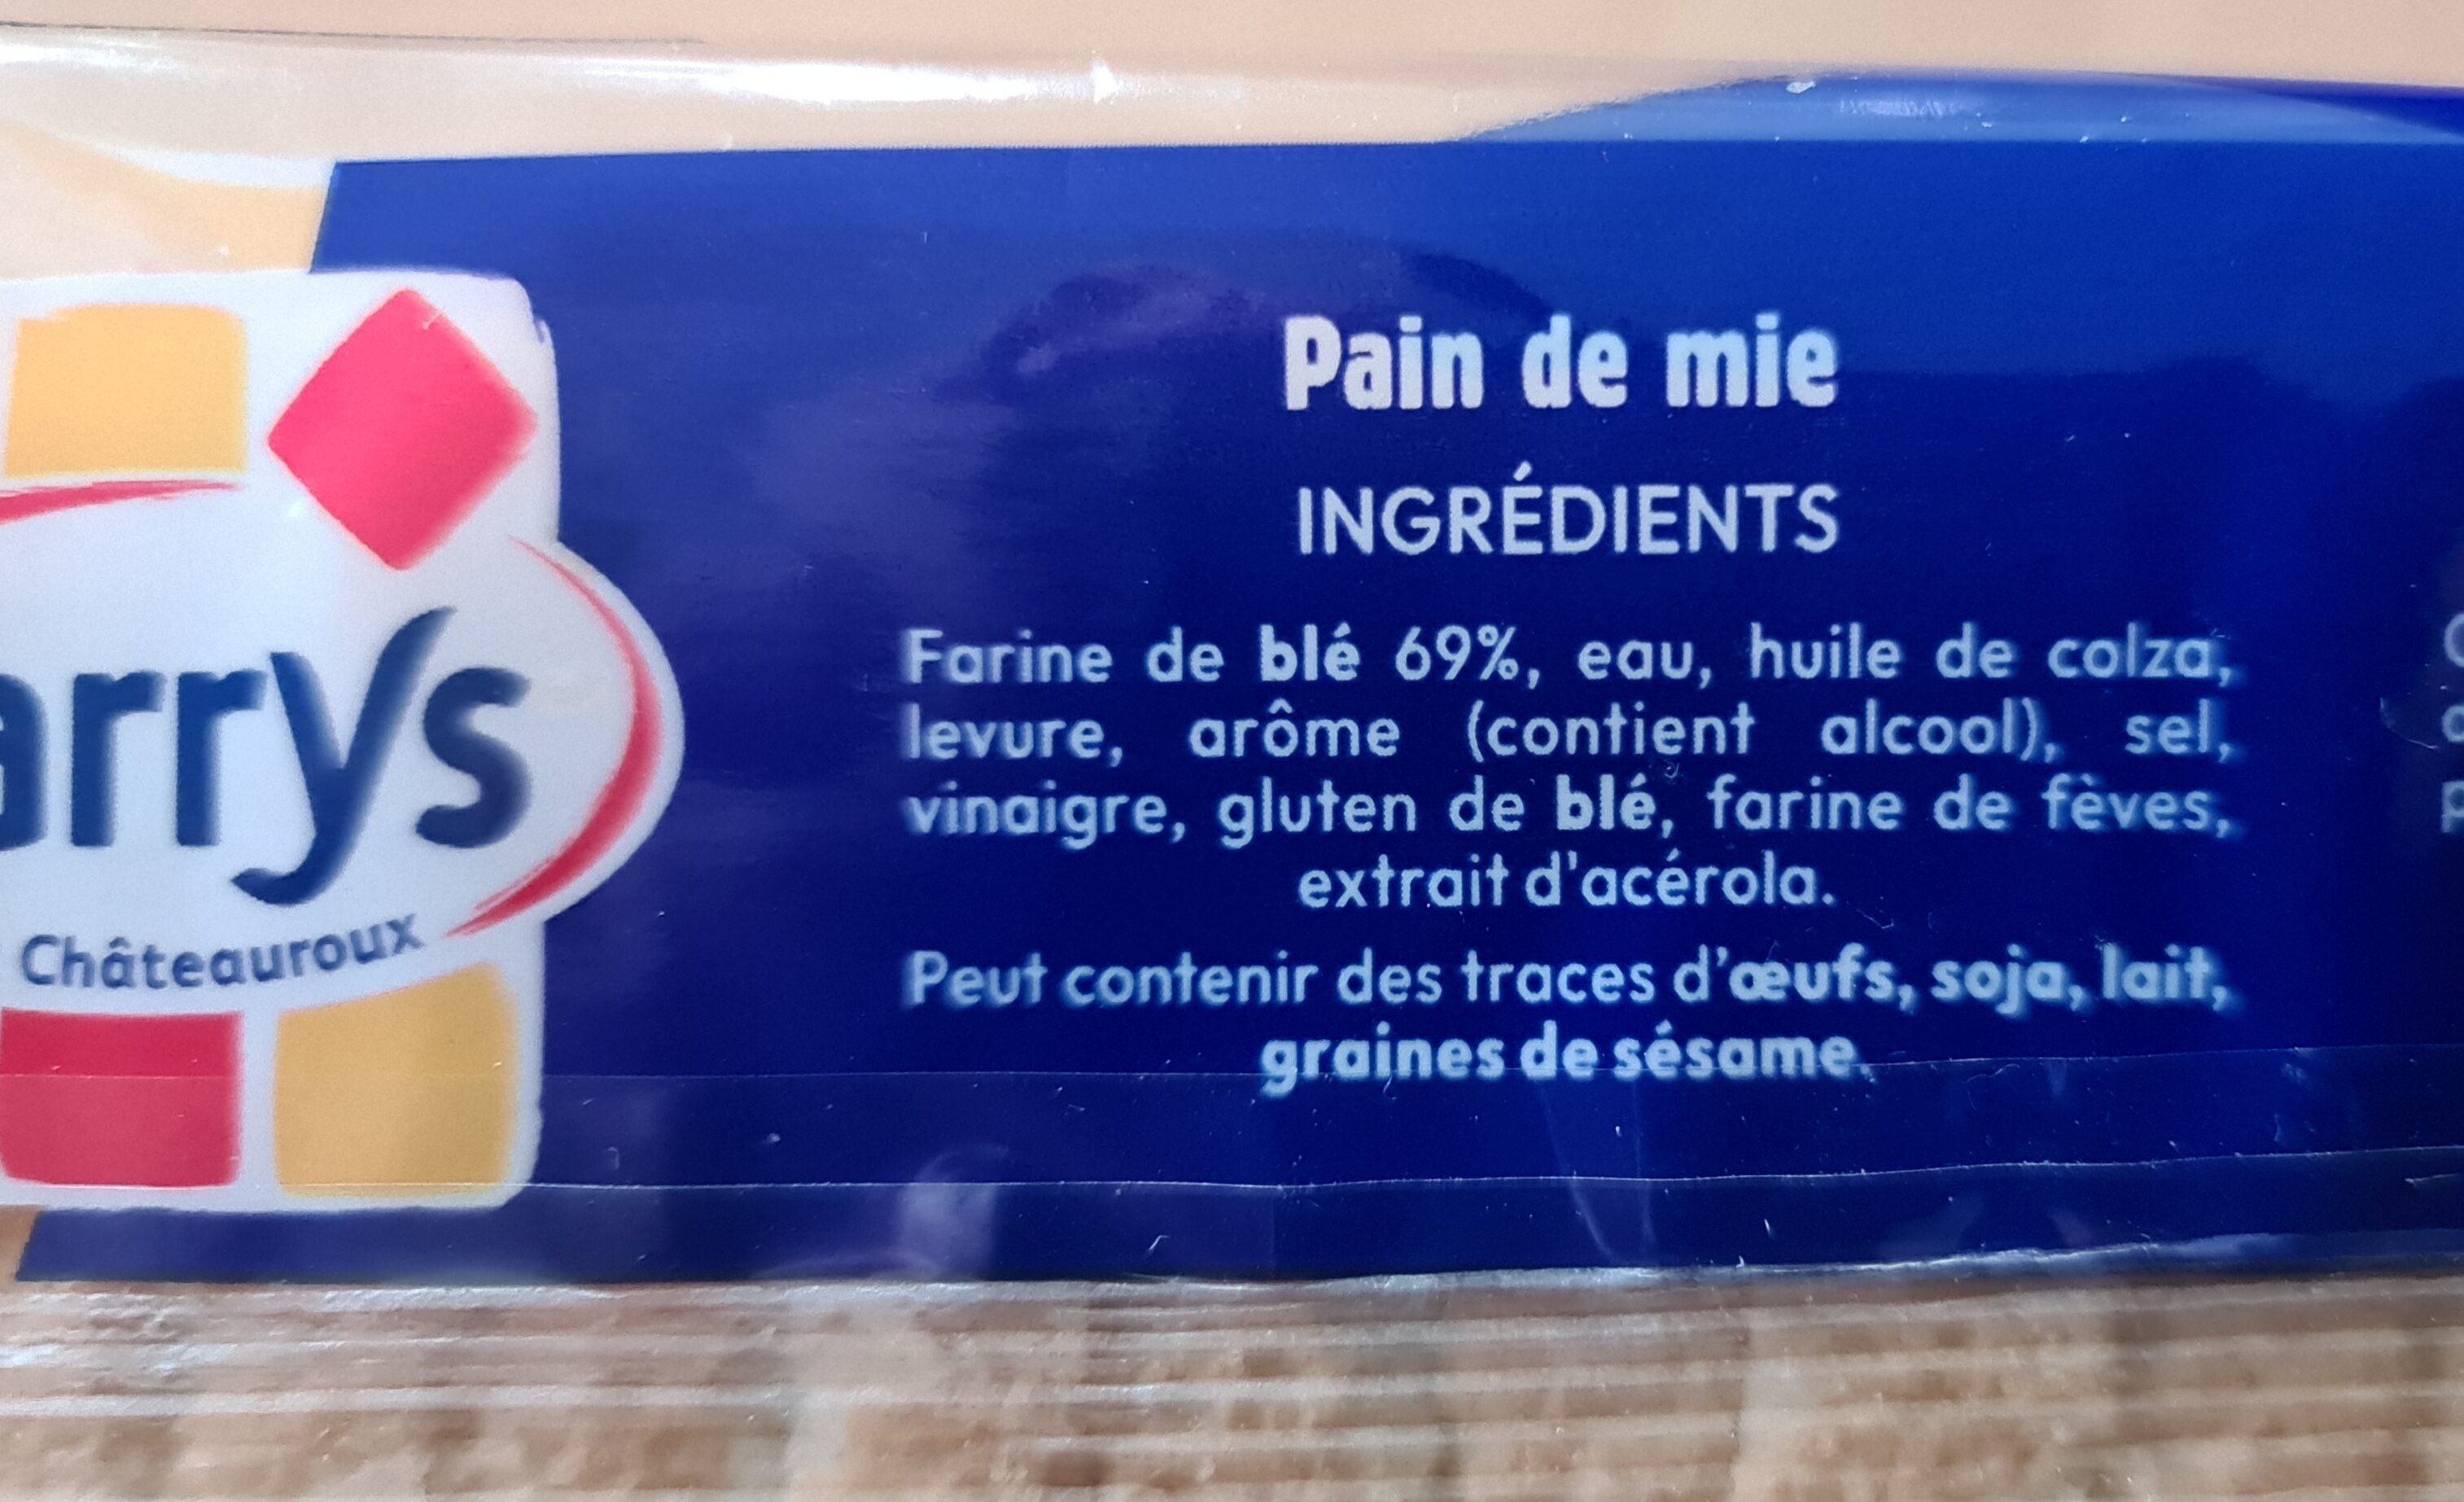 arrys
Châteauroux
Pain de mie
INGRÉDIENTS
Farine de blé 69%, eau, huile de colza,
levure, arôme (contient alcool), sel,
vinaigre, gluten de blé, farine de fèves,
extrait d'acérola.
Peut contenir des traces d'œufs, soja, lait,
graines de sésame.